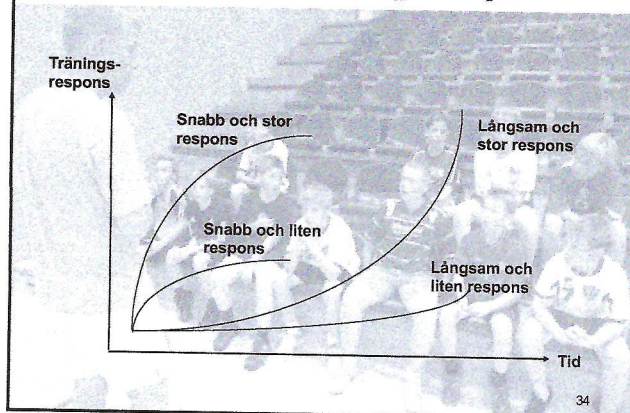 Tränings-
respons
Snabb och stor
respons
Långsam och
stor respons
Snabb och liten
respons
Långsam och
liten respons
Tid
34